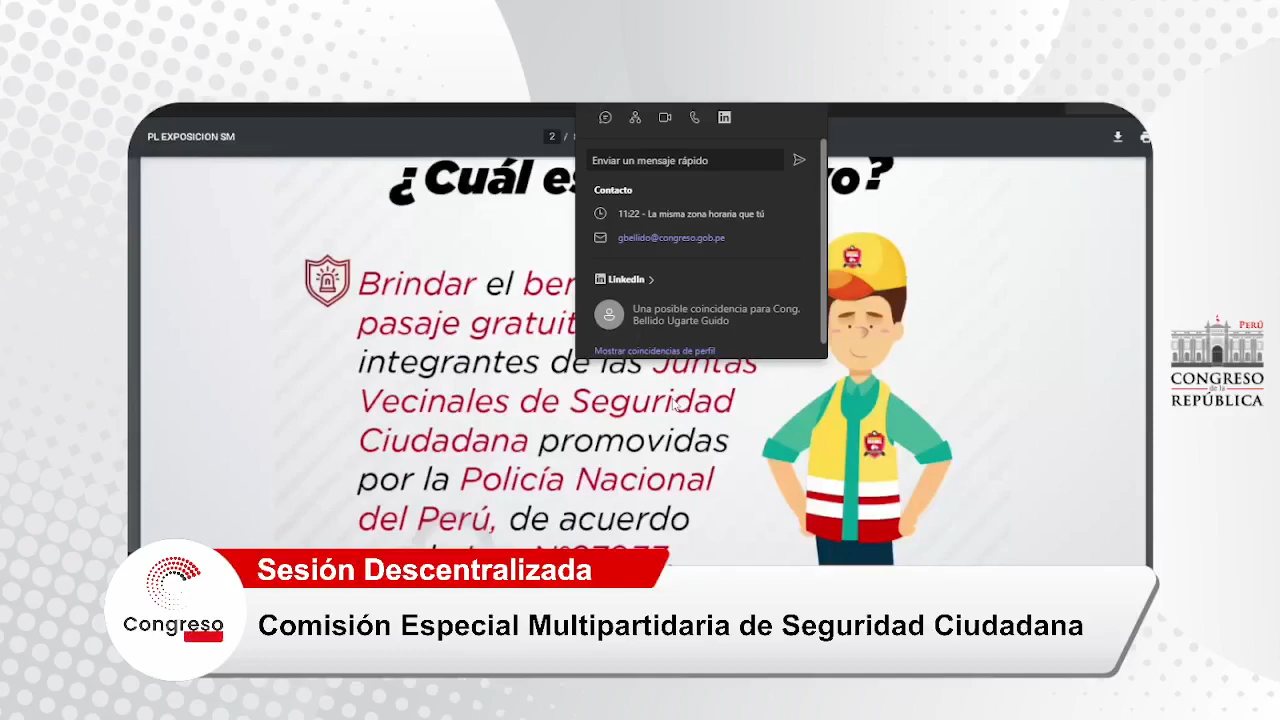 PL EXPOSICION SM
2 /
¿Cuál es vo?
Enviar un mensaje rápido
Contacto
11:22 - La misma zona horaria que tú
gbellido@congreso.gob.pe
LinkedIn
Una posible coincidencia para Cong.
Bellido Ugarte Guido
Mostrar coincidencias de perfil
Brindar el ben
pasaje gratuit
integrantes de las Juntas
Vecinales de Seguridad
Ciudadana promovidas
por la Policía Nacional
del Perú, de acuerdo
PERÚ
CONGRESO
de la
REPÚBLICA
Sesión Descentralizada
Congreso
Comisión Especial Multipartidaria de Seguridad Ciudadana